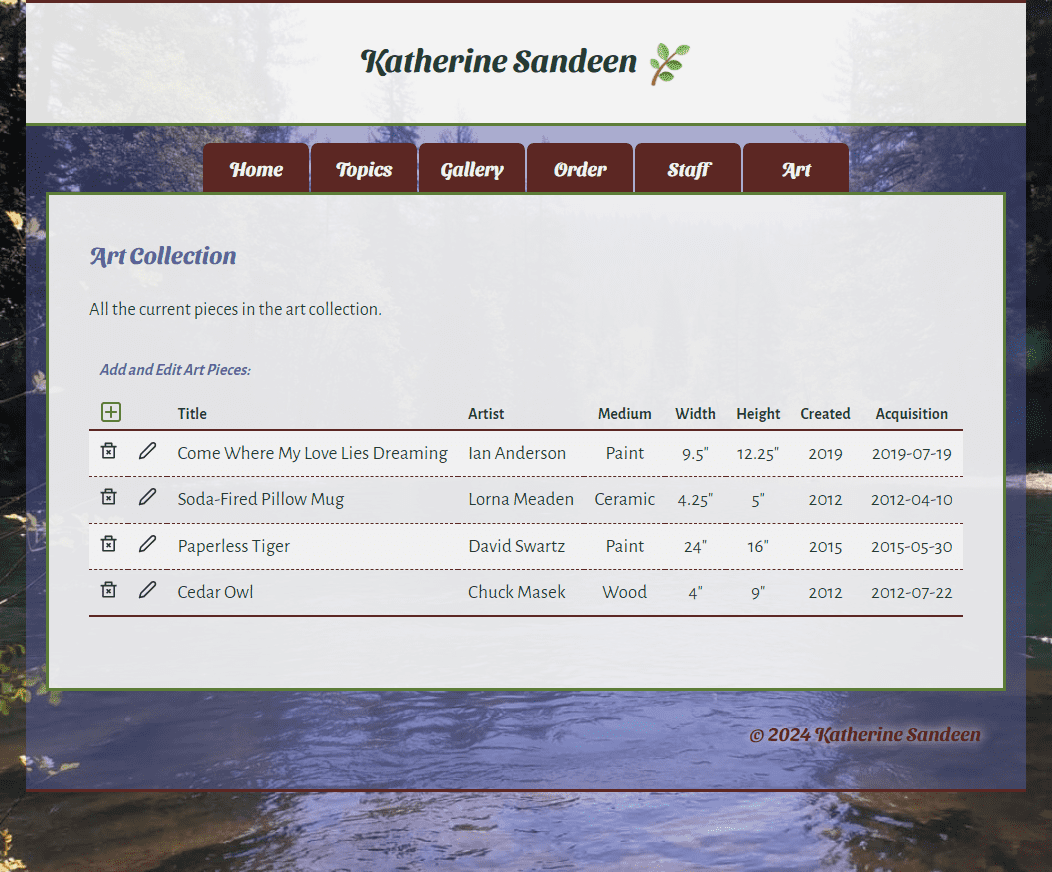 Katherine Sandeen
Home Topics Gallery Order Staff Art
Art Collection
All the current pieces in the art collection.
Add and Edit Art Pieces:
Title Artist Medium Width Height Created Acquisition
Come Where My Love Lies Dreaming Ian Anderson Paint 9.5" 12.25" 2019 2019-07-19
Soda-Fired Pillow Mug Lorna Meaden Ceramic 4.25" 5" 2012 2012-04-10
Paperless Tiger David Swartz Paint 24" 16" 2015 2015-05-30
Cedar Owl Chuck Masek Wood 4" 9" 2012 2012-07-22
© 2024 Katherine Sandeen